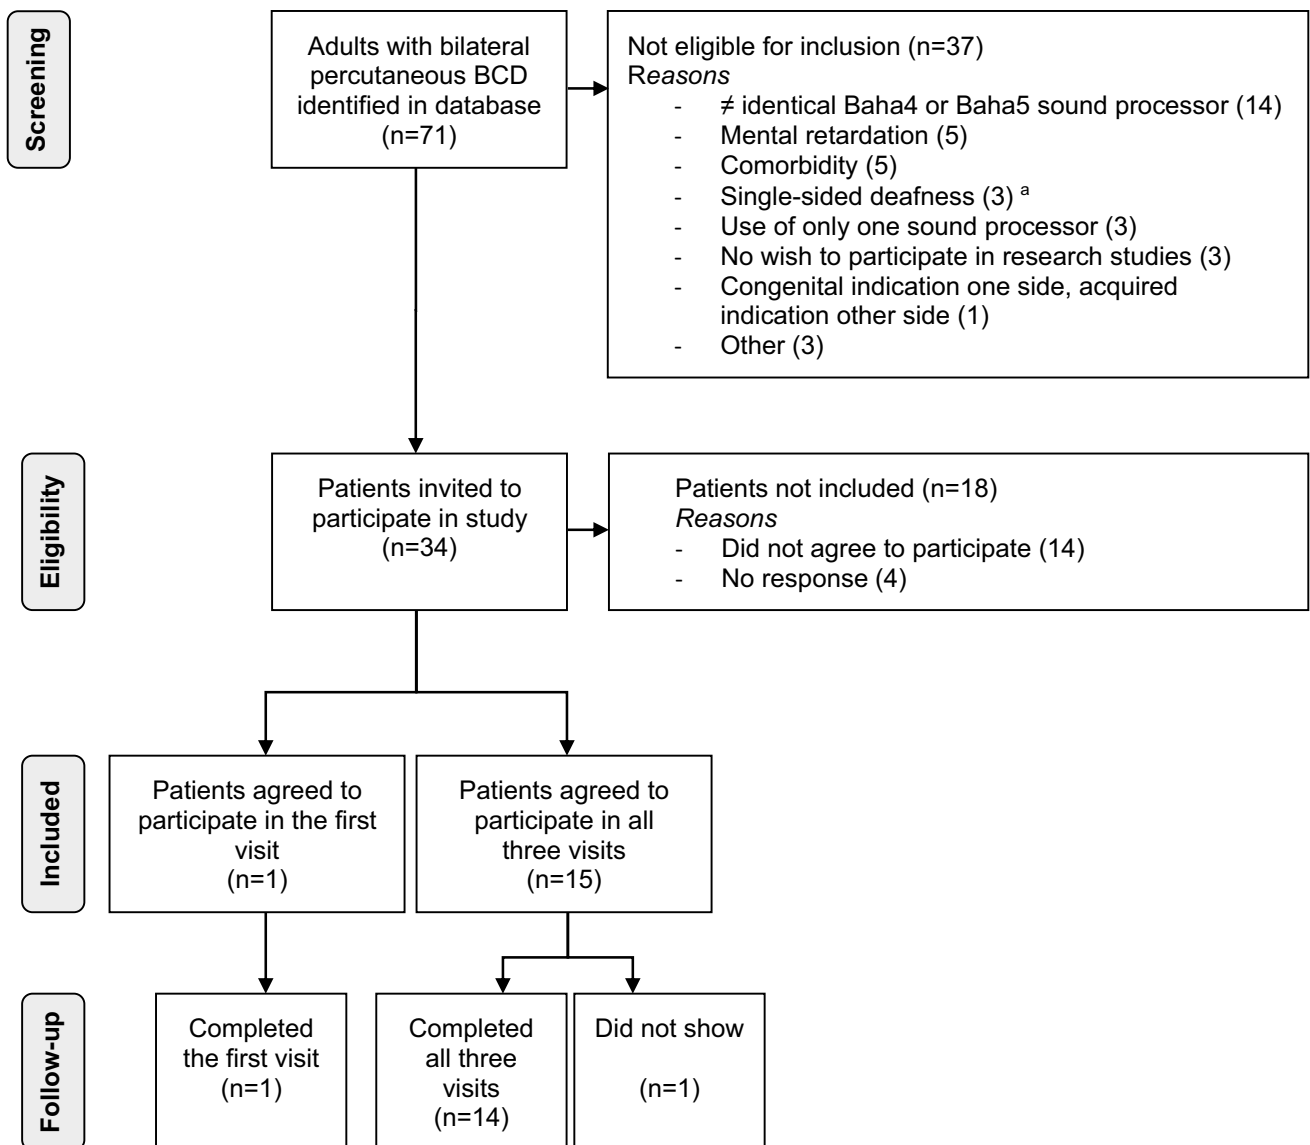 Screening
Adults with bilateral
percutaneous BCD
identified in database
(n=71)
Not eligible for inclusion (n=37)
Reasons
- ≠ identical Baha4 or Baha5 sound processor (14)
- Mental retardation (5)
- Comorbidity (5)
- Single-sided deafness (3) ª
- Use of only one sound processor (3)
- No wish to participate in research studies (3)
- Congenital indication one side, acquired
indication other side (1)
- Other (3)
Eligibility
Patients invited to
participate in study
(n=34)
Patients not included (n=18)
Reasons
- Did not agree to participate (14)
- No response (4)
Included
Patients agreed to
participate in the first
visit
(n=1)
Patients agreed to
participate in all
three visits
(n=15)
Follow-up
Completed
the first visit
(n=1)
Completed
all three
visits
(n=14)
Did not show
(n=1)